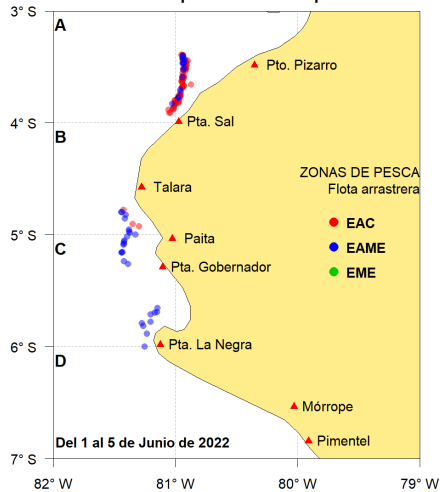 3° S
A
Pto. Pizarro
4° S
Pta. Sal
B
ZONAS DE PESCA
Flota arrastrera
Talara
EAC
5° S
Paita
EAME
C
Pta. Gobernador
EME
6° S
Pta. La Negra
D
Mórrope
Del 1 al 5 de Junio de 2022
Pimentel
7° S
82° W
81° W
80° W
79° W